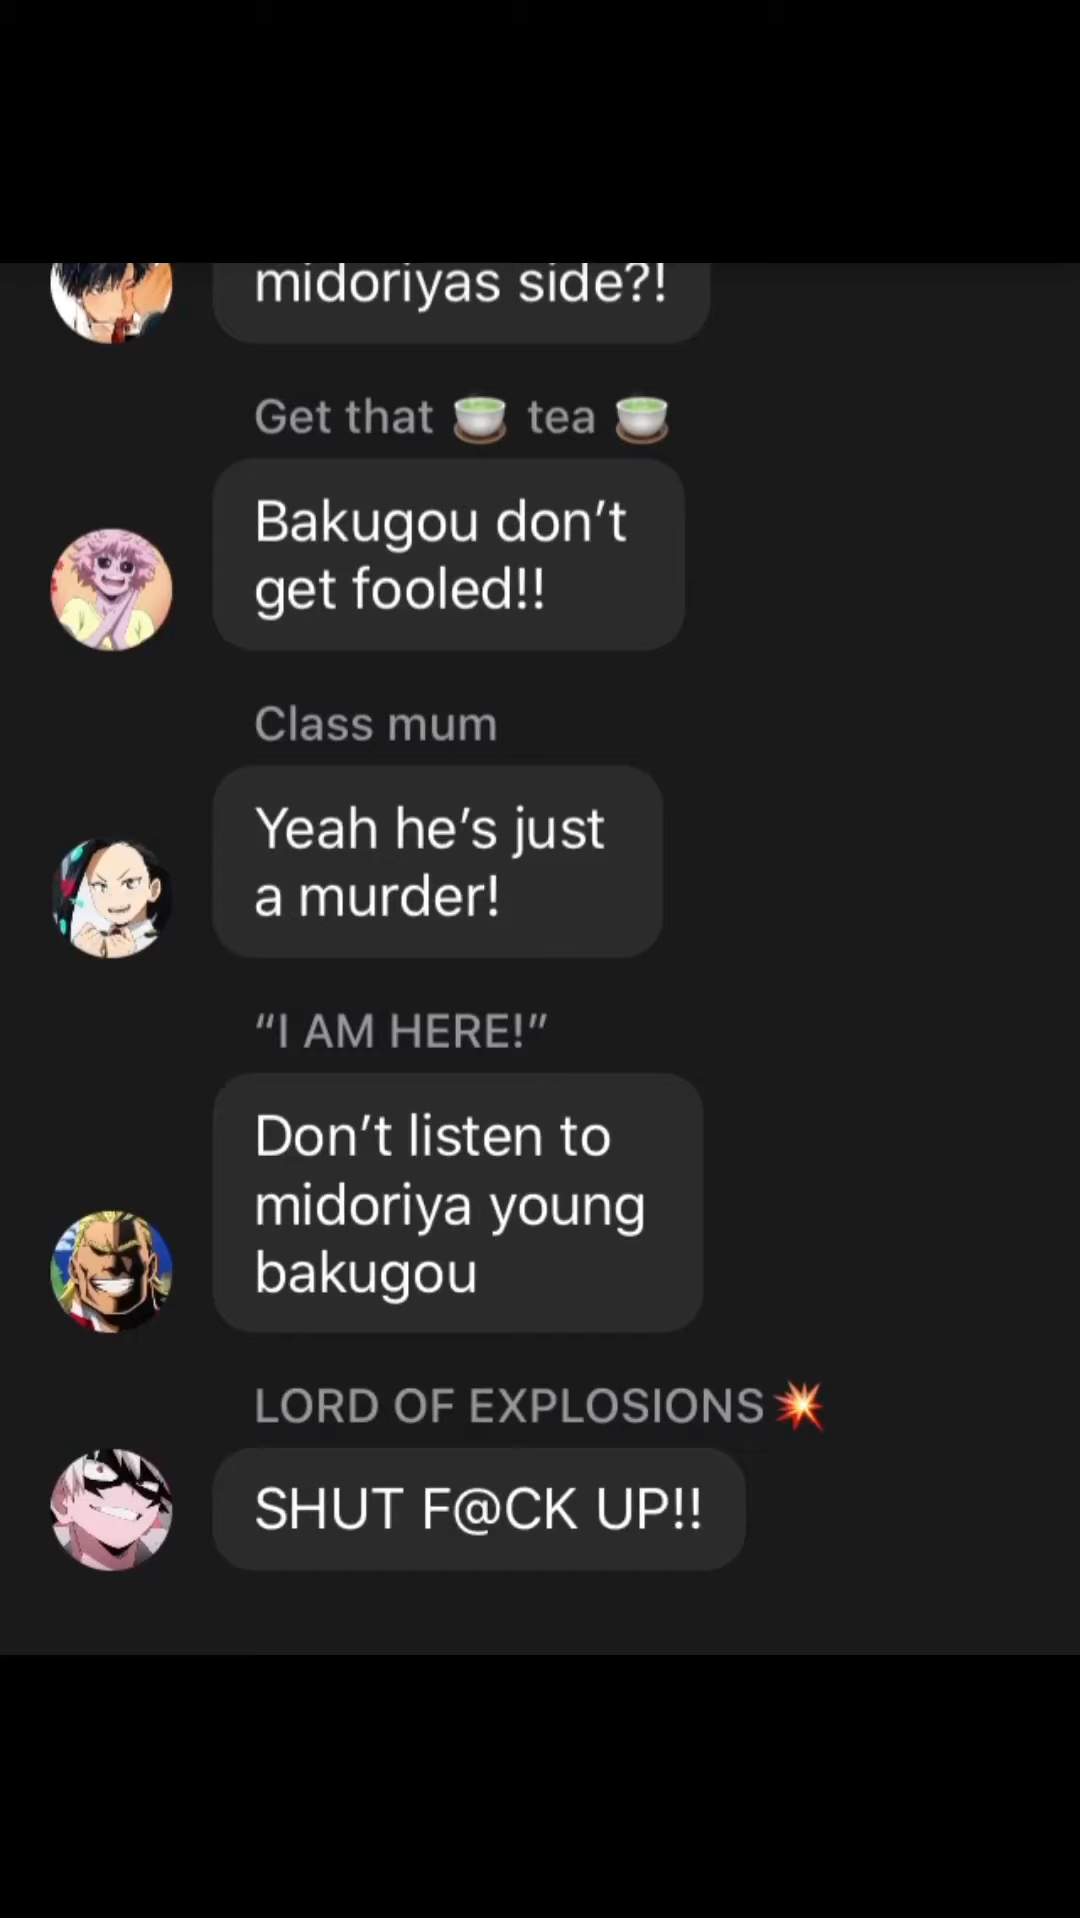 midoriyas side?!
Get that 🍵 tea 🍵
Bakugou don’t
get fooled!!
Class mum
Yeah he’s just
a murder!
“I AM HERE!”
Don’t listen to
midoriya young
bakugou
LORD OF EXPLOSIONS💥
SHUT F@CK UP!!